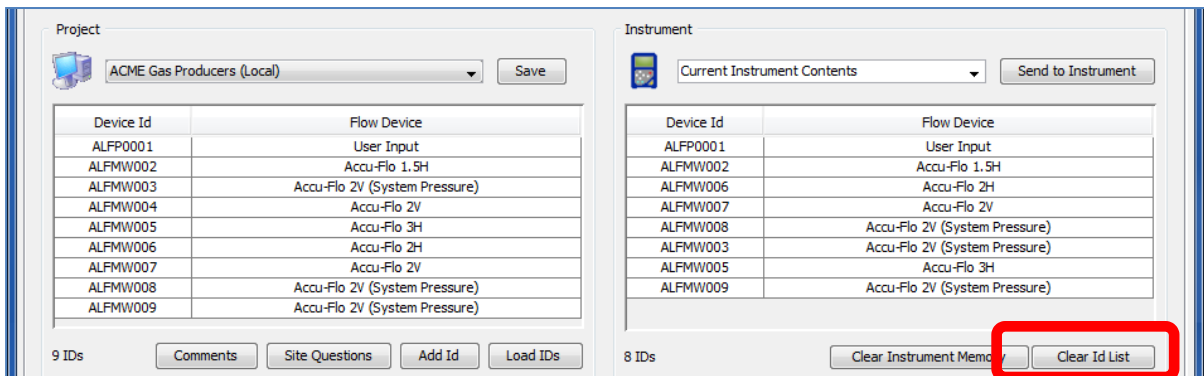 Project
ACME Gas Producers (Local)
Save
Device Id Flow Device
ALFP0001 User Input
ALFMW002 Accu-Flo 1.5H
ALFMW003 Accu-Flo 2V (System Pressure)
ALFMW004 Accu-Flo 2V
ALFMW005 Accu-Flo 3H
ALFMW006 Accu-Flo 2H
ALFMW007 Accu-Flo 2V
ALFMW008 Accu-Flo 2V (System Pressure)
ALFMW009 Accu-Flo 2V (System Pressure)
9 IDs Comments Site Questions Add Id Load IDs
Instrument
Current Instrument Contents
Send to Instrument
Device Id Flow Device
ALFP0001 User Input
ALFMW002 Accu-Flo 1.5H
ALFMW006 Accu-Flo 2H
ALFMW007 Accu-Flo 2V
ALFMW008 Accu-Flo 2V (System Pressure)
ALFMW003 Accu-Flo 2V (System Pressure)
ALFMW005 Accu-Flo 3H
ALFMW009 Accu-Flo 2V (System Pressure)
8 IDs Clear Instrument Memory Clear Id List